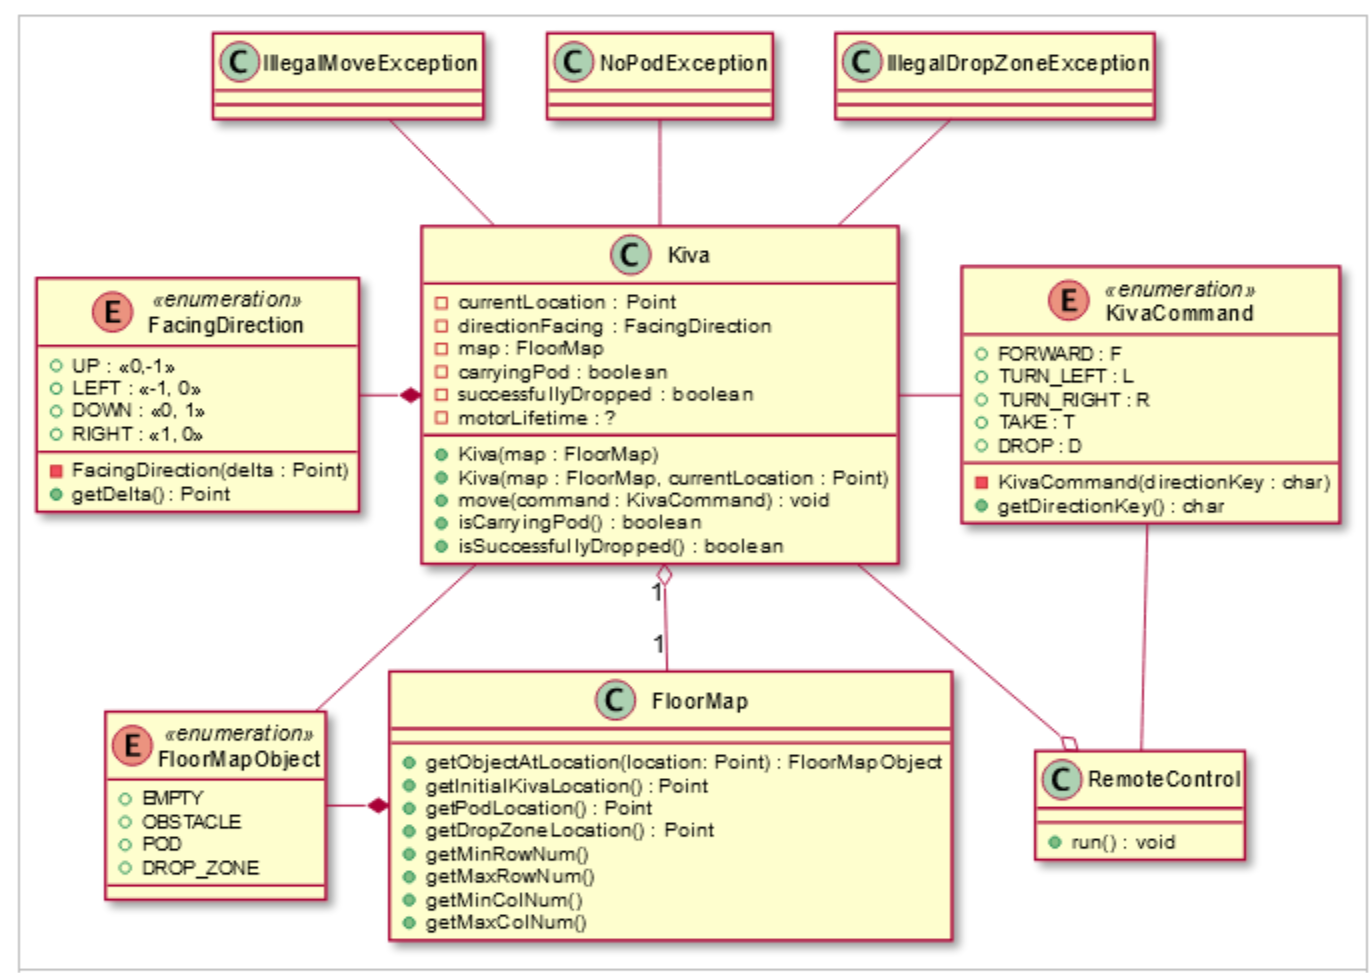 C IllegalMoveException
C NoPodException
C IllegalDropZoneException
C Kiva
currentLocation : Point
directionFacing : FacingDirection
map : FloorMap
carryingPod : boolean
successfullyDropped : boolean
motorLifetime : ?
Kiva(map : FloorMap)
Kiva(map : FloorMap, currentLocation : Point)
move(command : KivaCommand) : void
isCarryingPod() : boolean
isSuccessfullyDropped() : boolean
E «enumeration»
FacingDirection
UP : «0,-1»
LEFT : «-1, 0»
DOWN : «0, 1»
RIGHT : «1, 0»
FacingDirection(delta : Point)
getDelta() : Point
E «enumeration»
KivaCommand
FORWARD : F
TURN_LEFT : L
TURN_RIGHT : R
TAKE : T
DROP : D
KivaCommand(directionKey : char)
getDirectionKey() : char
1
1
E «enumeration»
FloorMapObject
EMPTY
OBSTACLE
POD
DROP_ZONE
C FloorMap
getObjectAtLocation(location: Point) : FloorMapObject
getInitialKivaLocation() : Point
getPodLocation() : Point
getDropZoneLocation() : Point
getMinRowNum()
getMaxRowNum()
getMinColNum()
getMaxColNum()
C RemoteControl
run() : void